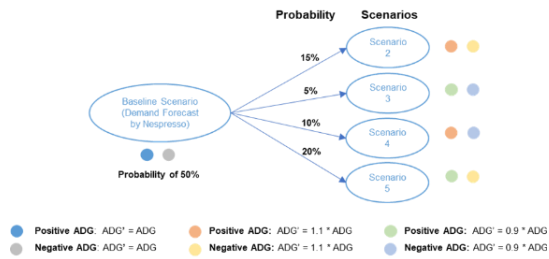 Probability Scenarios
Scenario
2
15%
Scenario
3
5%
Baseline Scenario
(Demand Forecast
by Nespresso)
10%
Scenario
4
20%
Probability of 50%
Scenario
5
Positive ADG: ADG' = ADG
Positive ADG: ADG' = 1.1 * ADG
Positive ADG: ADG' = 0.9 * ADG
Negative ADG: ADG' = ADG
Negative ADG: ADG' = 1.1 * ADG
Negative ADG: ADG' = 0.9 * ADG